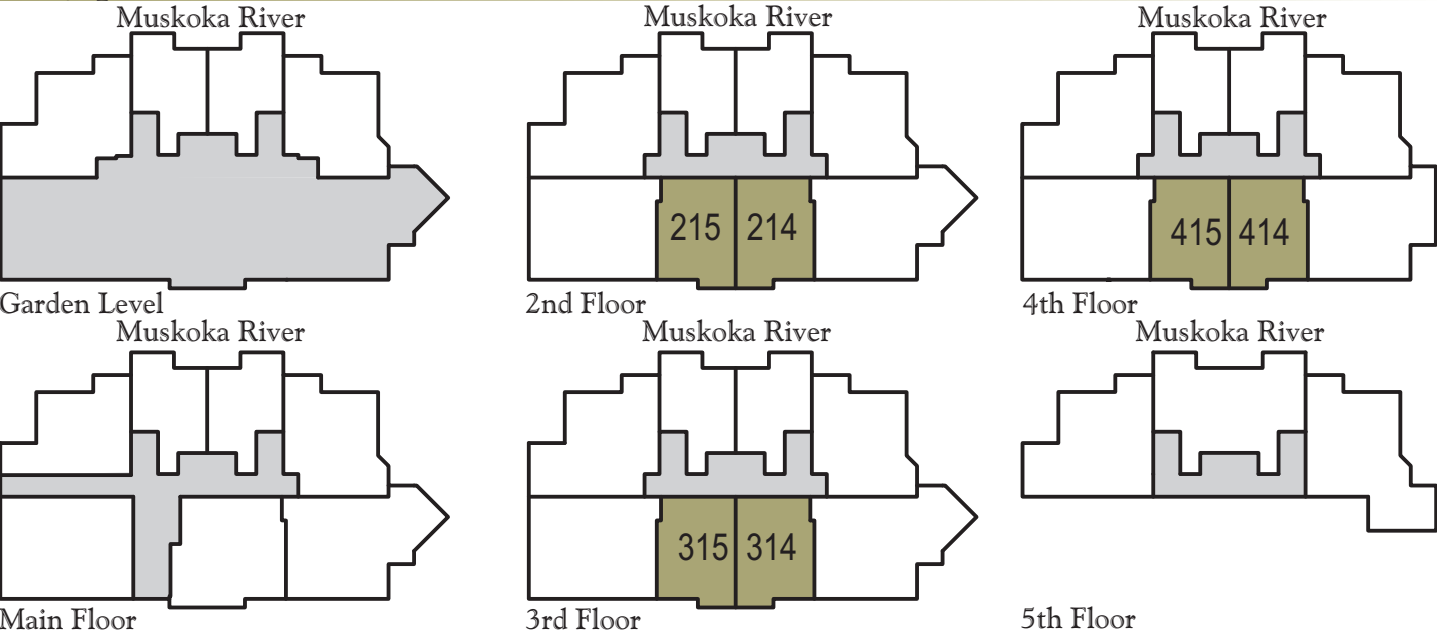 Muskoka River
Garden Level
Muskoka River
215 214
2nd Floor
Muskoka River
415 414
4th Floor
Muskoka River
Main Floor
Muskoka River
315 314
3rd Floor
Muskoka River
5th Floor